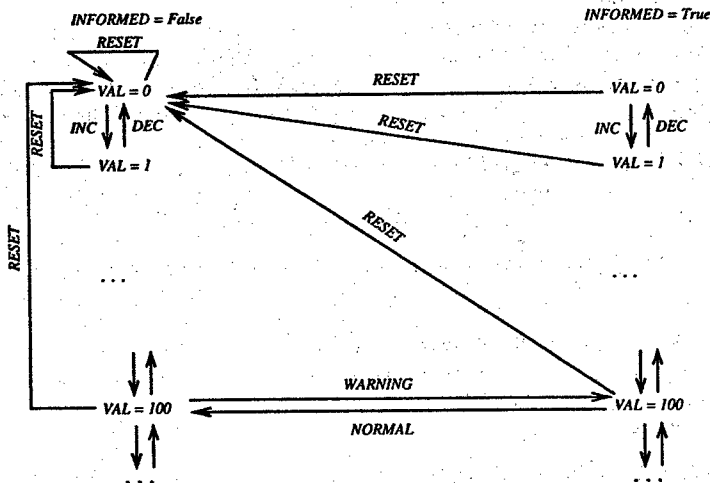 INFORMED = False
INFORMED = True
RESET
VAL = 0
RESET
VAL = 0
RESET
INC
DEC
RESET
INC
DEC
VAL = 1
VAL = 1
RESET
RESET
...
...
WARNING
VAL = 100
VAL = 100
NORMAL
...
...